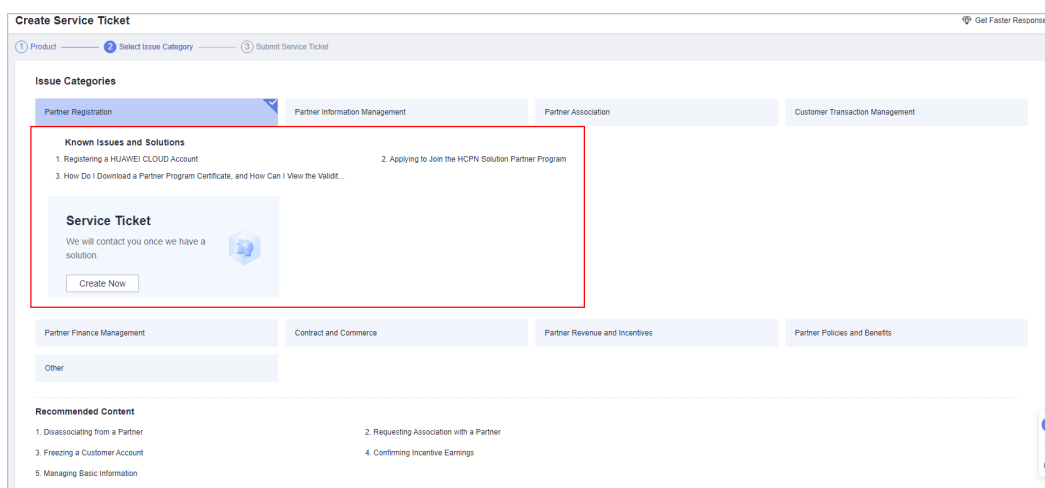 Create Service Ticket
Get Faster Response
1 Product
2 Select Issue Category
3 Submit Service Ticket
Issue Categories
Partner Registration
Partner Information Management
Partner Association
Customer Transaction Management
Known Issues and Solutions
1. Registering a HUAWEI CLOUD Account
2. Applying to Join the HCPN Solution Partner Program
3. How Do I Download a Partner Program Certificate, and How Can I View the Validit...
Service Ticket
We will contact you once we have a
solution.
Create Now
Partner Finance Management
Contract and Commerce
Partner Revenue and Incentives
Partner Policies and Benefits
Other
Recommended Content
1. Disassociating from a Partner
2. Requesting Association with a Partner
3. Freezing a Customer Account
4. Confirming Incentive Earnings
5. Managing Basic Information